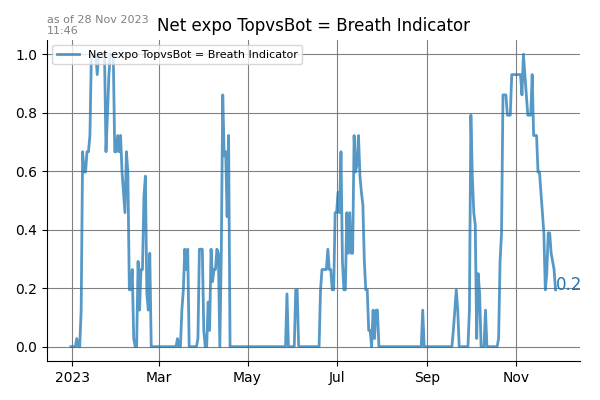 as of 28 Nov 2023
11:46
Net expo TopvsBot = Breath Indicator
Net expo TopvsBot = Breath Indicator
1.0
0.8
0.6
0.4
0.2
0.2
0.0
2023 Mar May Jul Sep Nov